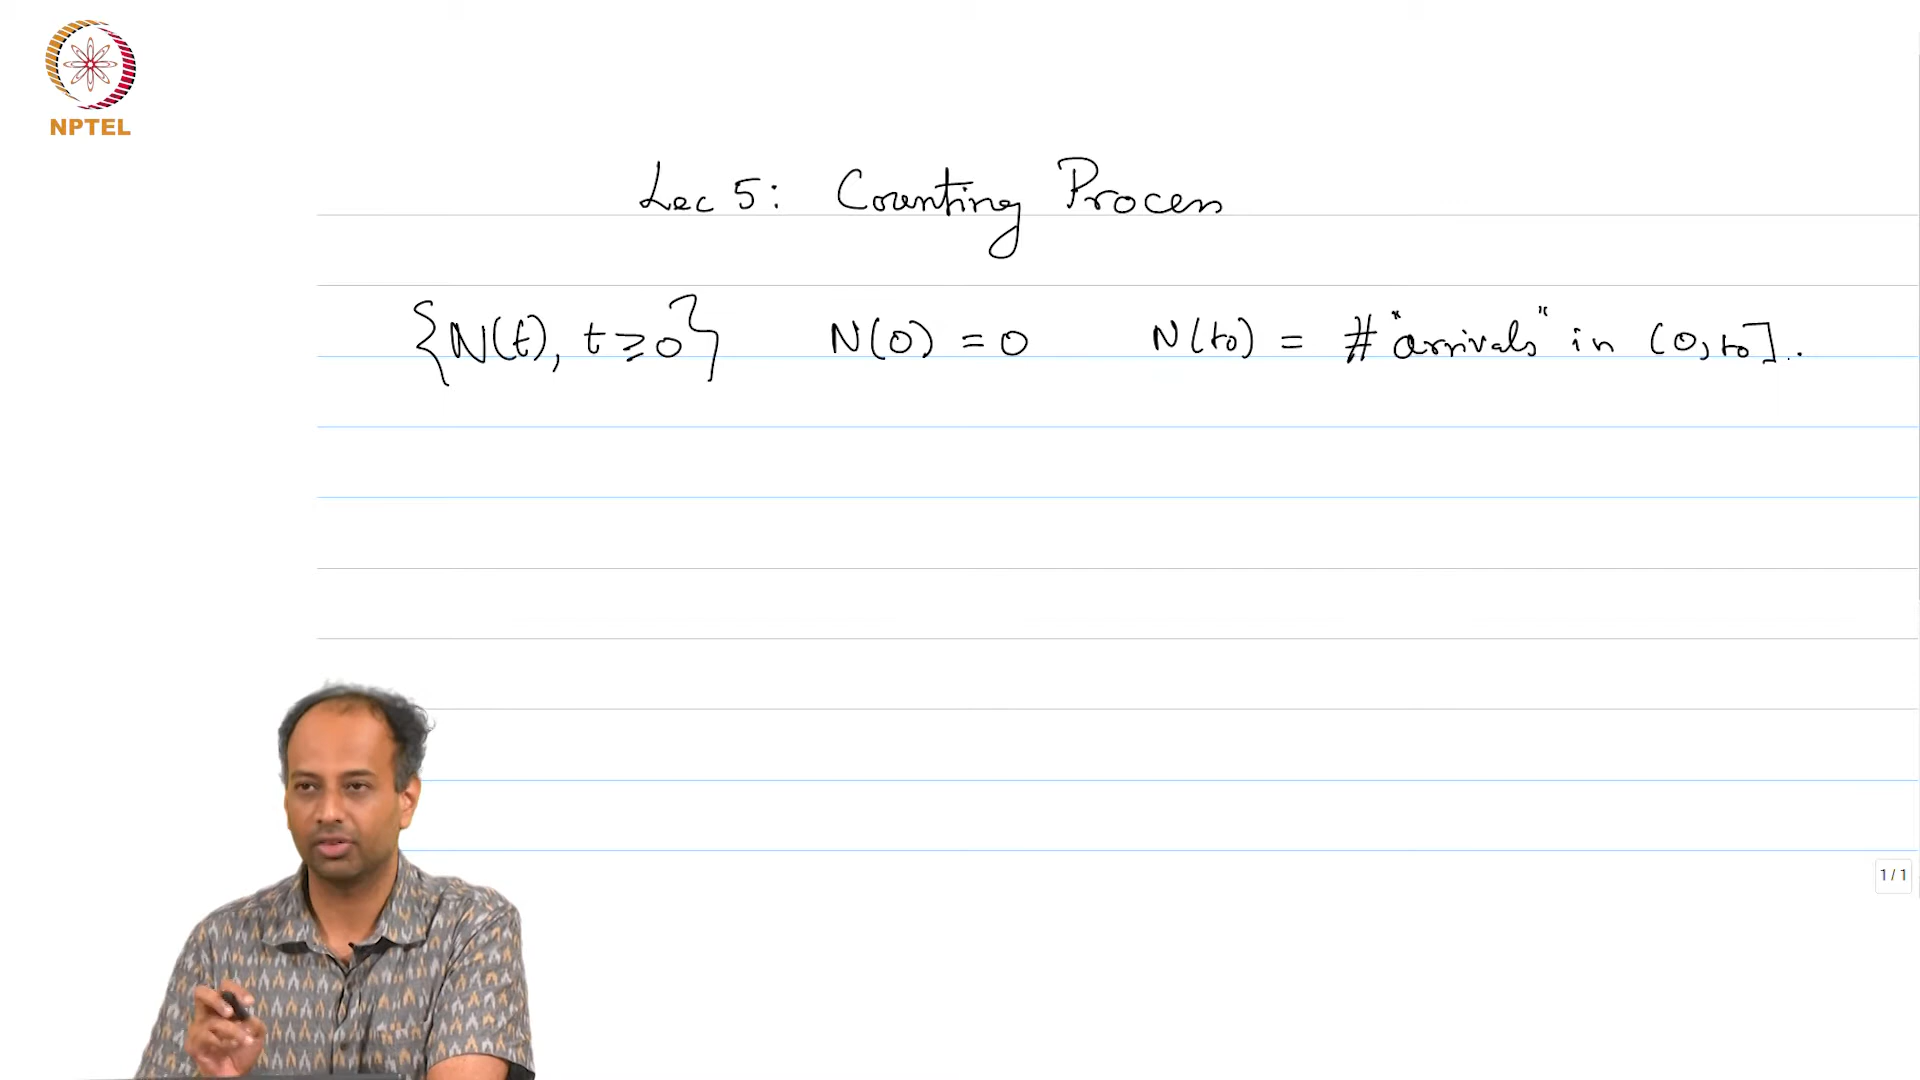 NPTEL
Lec 5: Counting Process
{N(t), t≥0} N(0) = 0 N(t₀) = # "arrivals" in (0, t₀]..
1 / 1